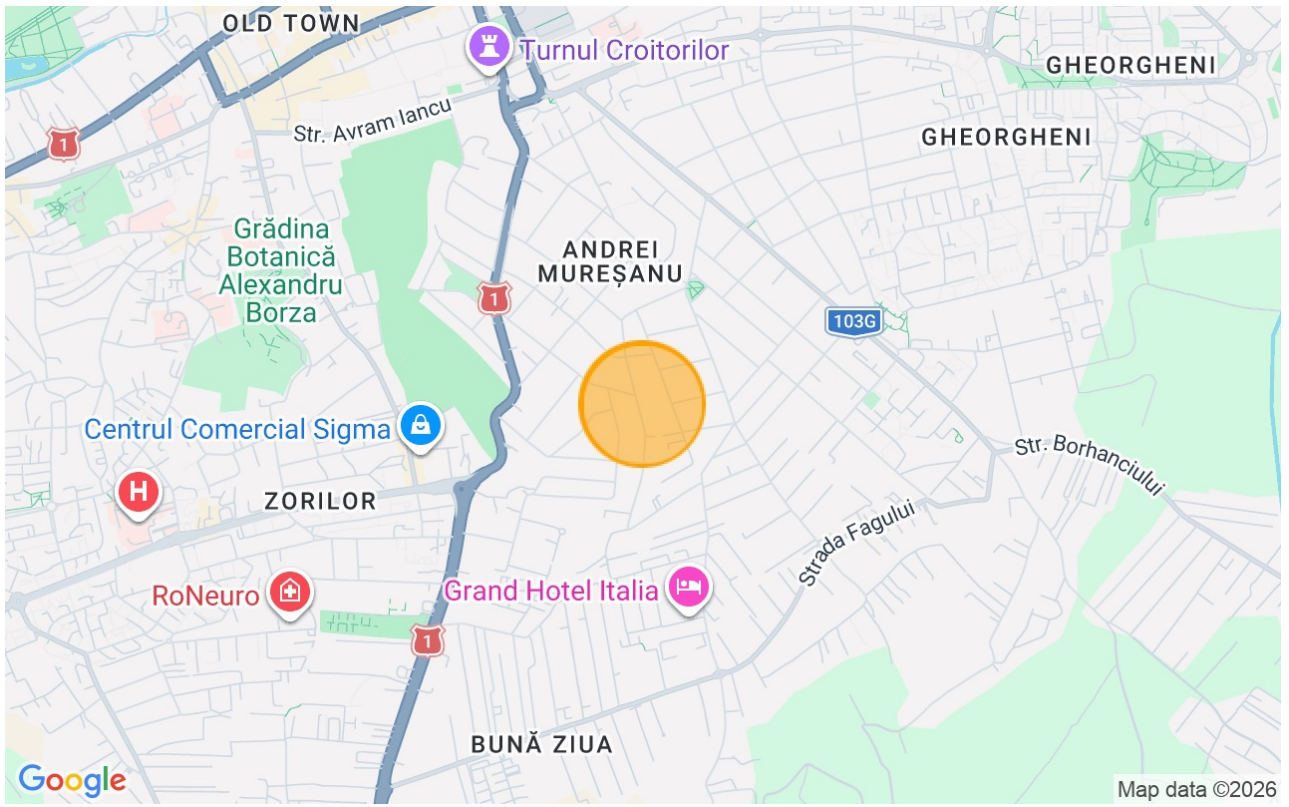 OLD TOWN
Turnul Croitorilor
GHEORGHENI
Str. Avram Iancu
1
GHEORGHENI
Grădina
Botanică
Alexandru
Borza
ANDREI
MUREȘANU
1
103G
Centrul Comercial Sigma
Str. Borhanciului
H
ZORILOR
Strada Fagului
RoNeuro
Grand Hotel Italia
1
BUNĂ ZIUA
Google
Map data ©2026